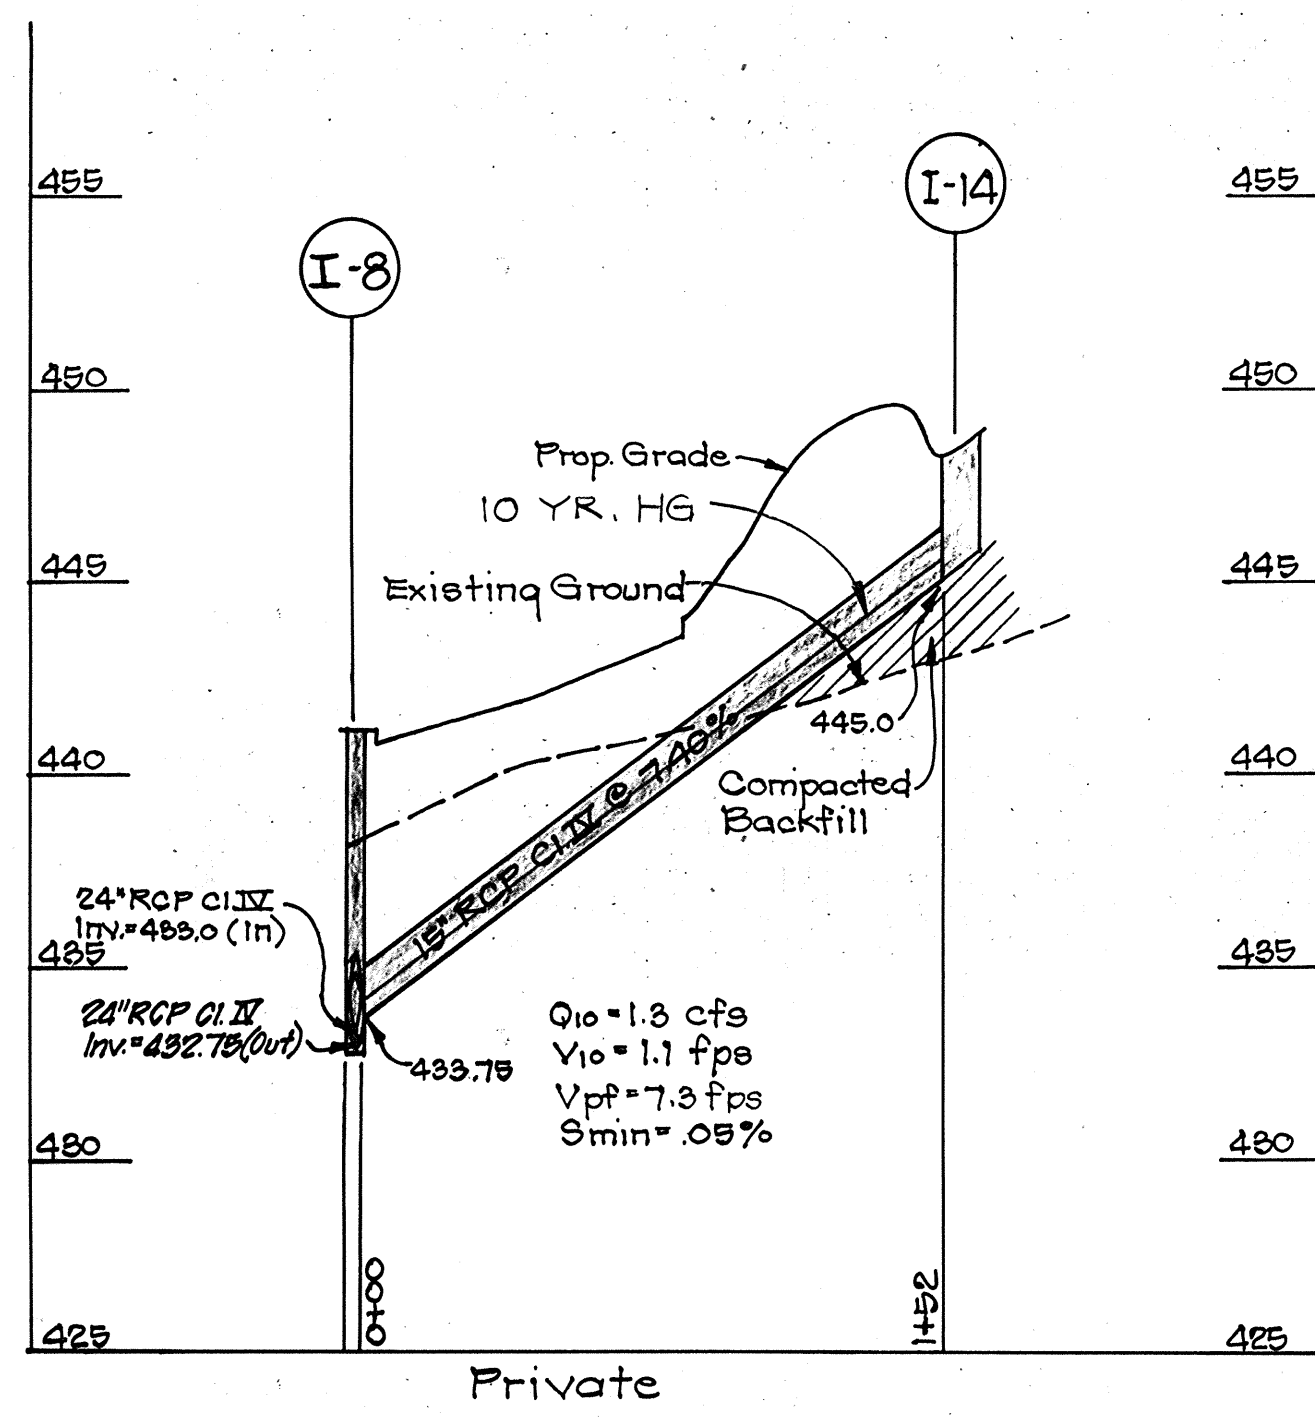 455
455
I-14
I-8
450
450
Prop. Grade
10 YR. HG
445
445
Existing Ground
445.0
440
440
15" RCP Cl. IV @ 7.40%
Compacted
Backfill
24" RCP Cl. IV
Inv.=433.0 (In)
435
435
24" RCP Cl. IV
Inv.=432.75 (Out)
433.75
Q10 = 1.3 cfs
V10 = 1.1 fps
Vpf = 7.3 fps
Smin = .05%
430
430
0+00
1+52
425
425
Private